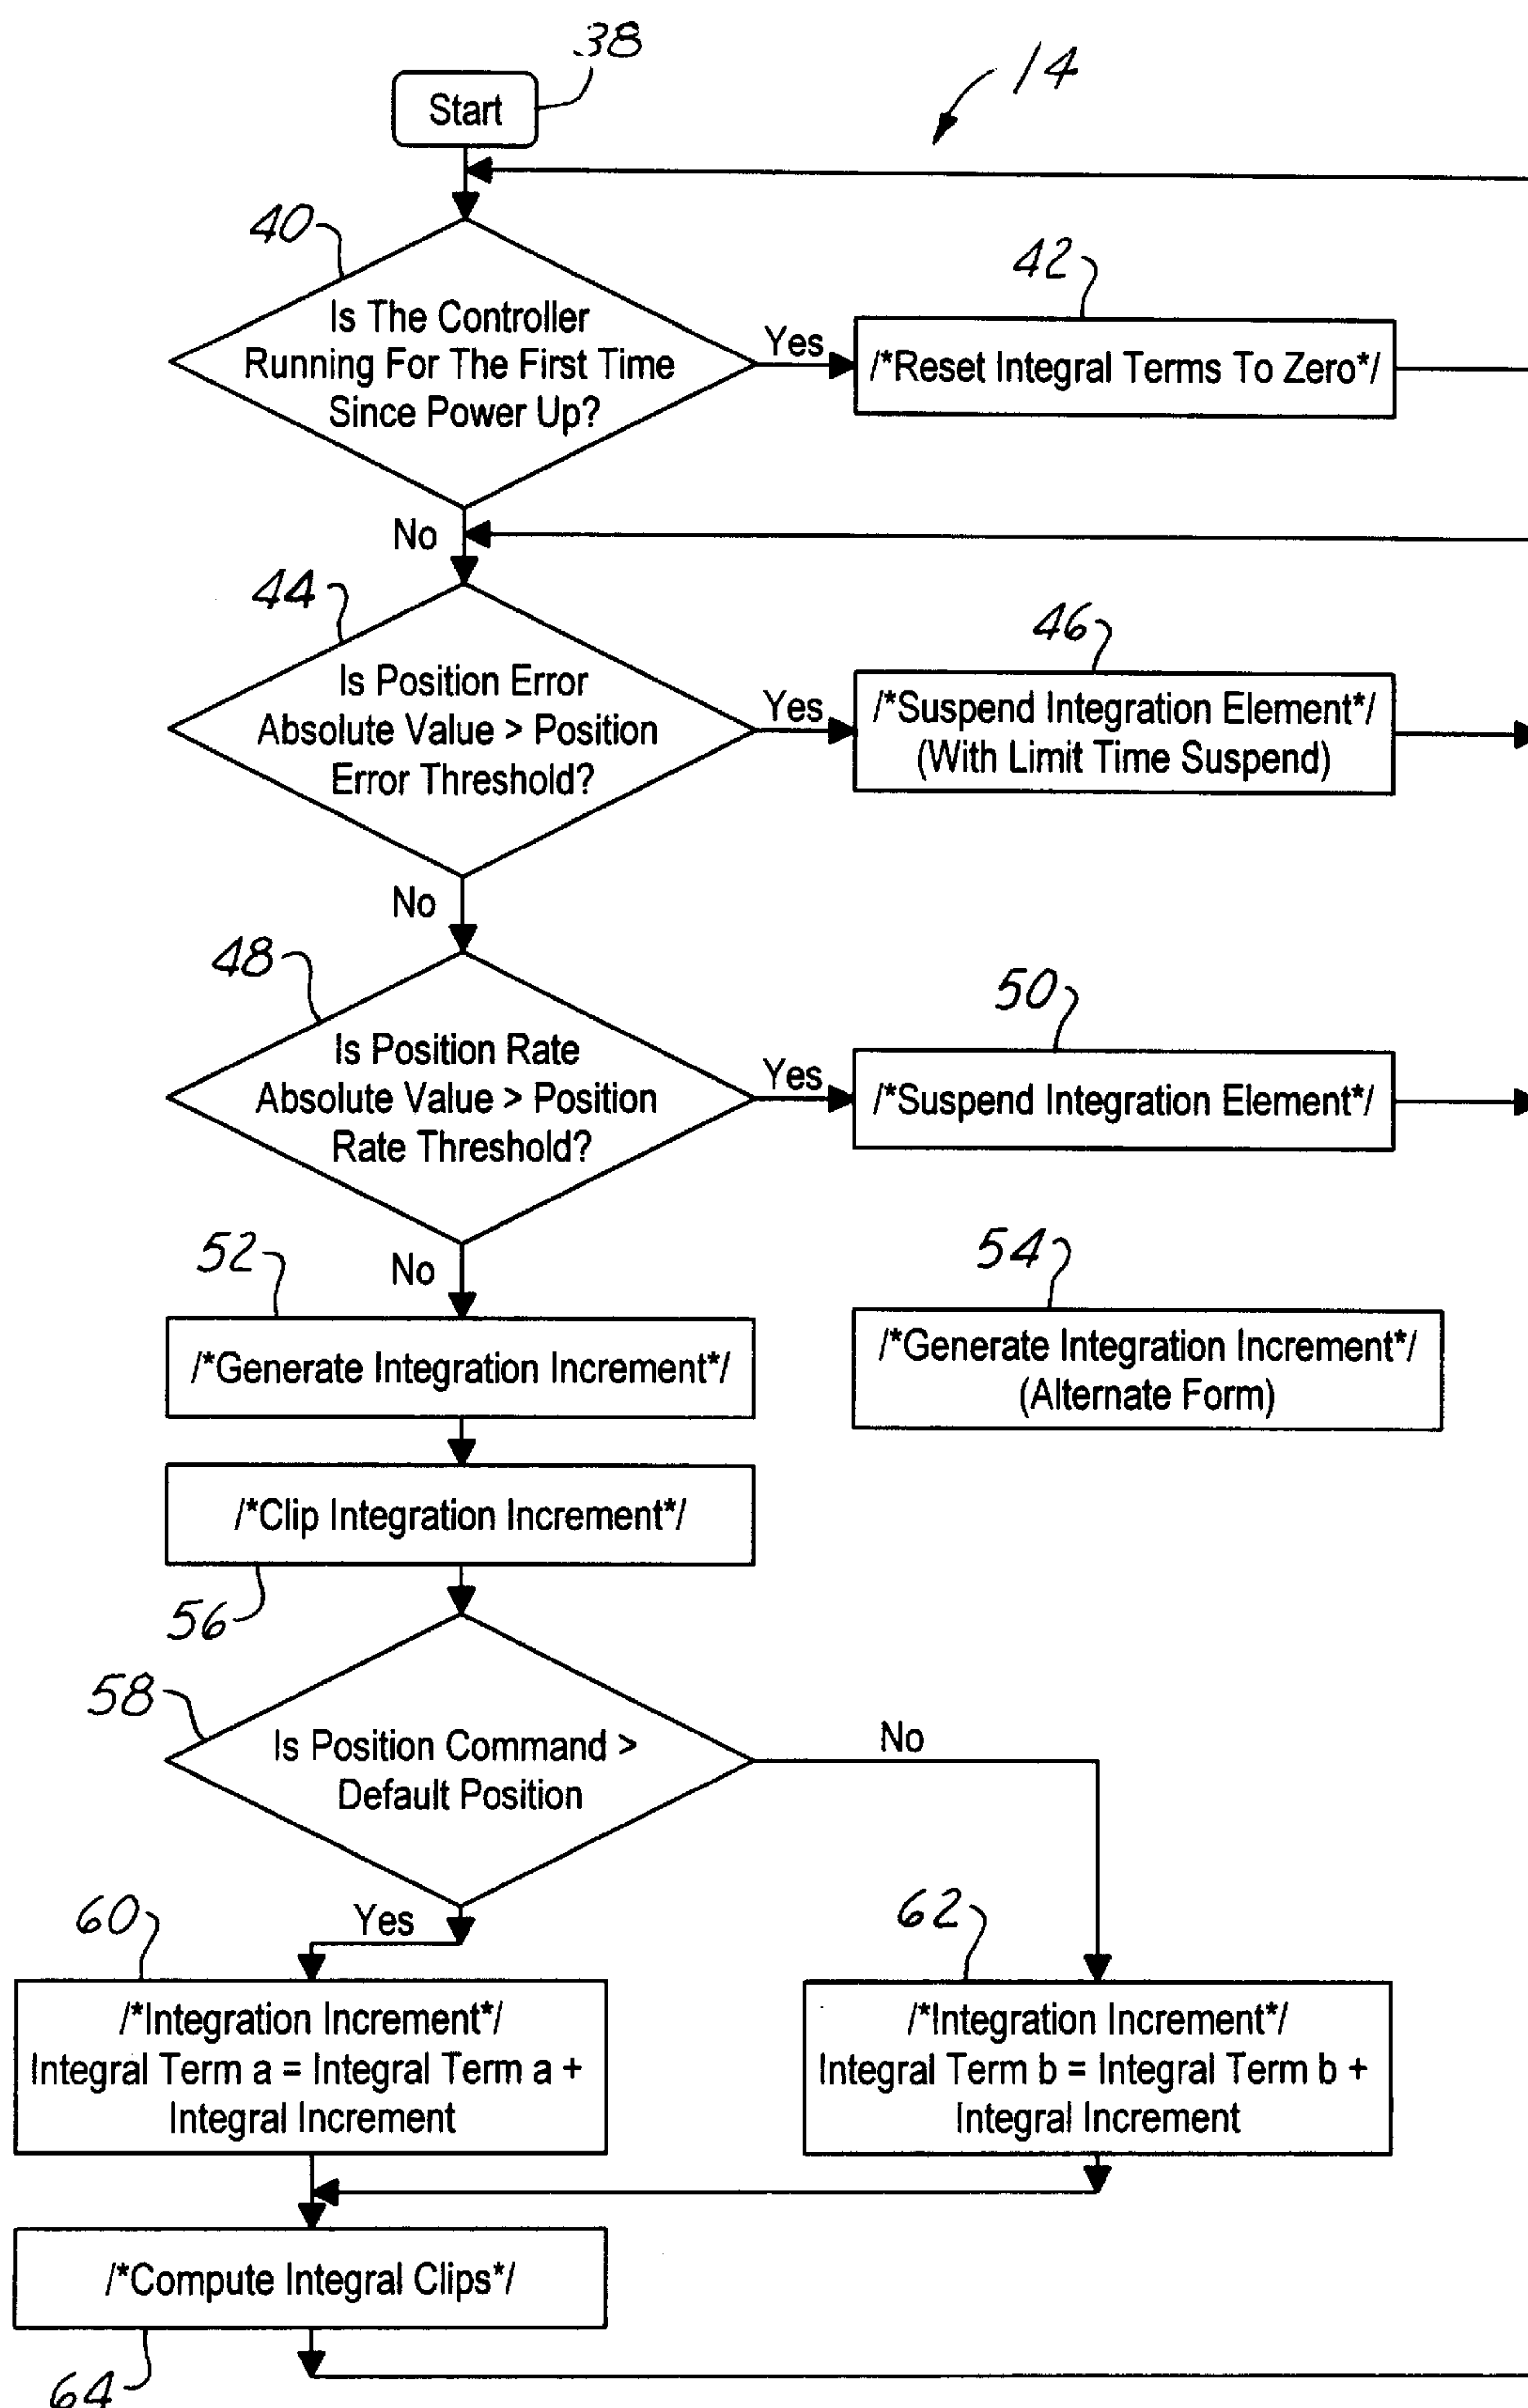 38
Start
14
40
Is The Controller
Running For The First Time
Since Power Up?
Yes
42
/*Reset Integral Terms To Zero*/
No
44
Is Position Error
Absolute Value > Position
Error Threshold?
Yes
46
/*Suspend Integration Element*/
(With Limit Time Suspend)
No
48
Is Position Rate
Absolute Value > Position
Rate Threshold?
Yes
50
/*Suspend Integration Element*/
No
52
/*Generate Integration Increment*/
54
/*Generate Integration Increment*/
(Alternate Form)
/*Clip Integration Increment*/
56
58
Is Position Command >
Default Position
No
Yes
60
/*Integration Increment*/
Integral Term a = Integral Term a +
Integral Increment
62
/*Integration Increment*/
Integral Term b = Integral Term b +
Integral Increment
/*Compute Integral Clips*/
64